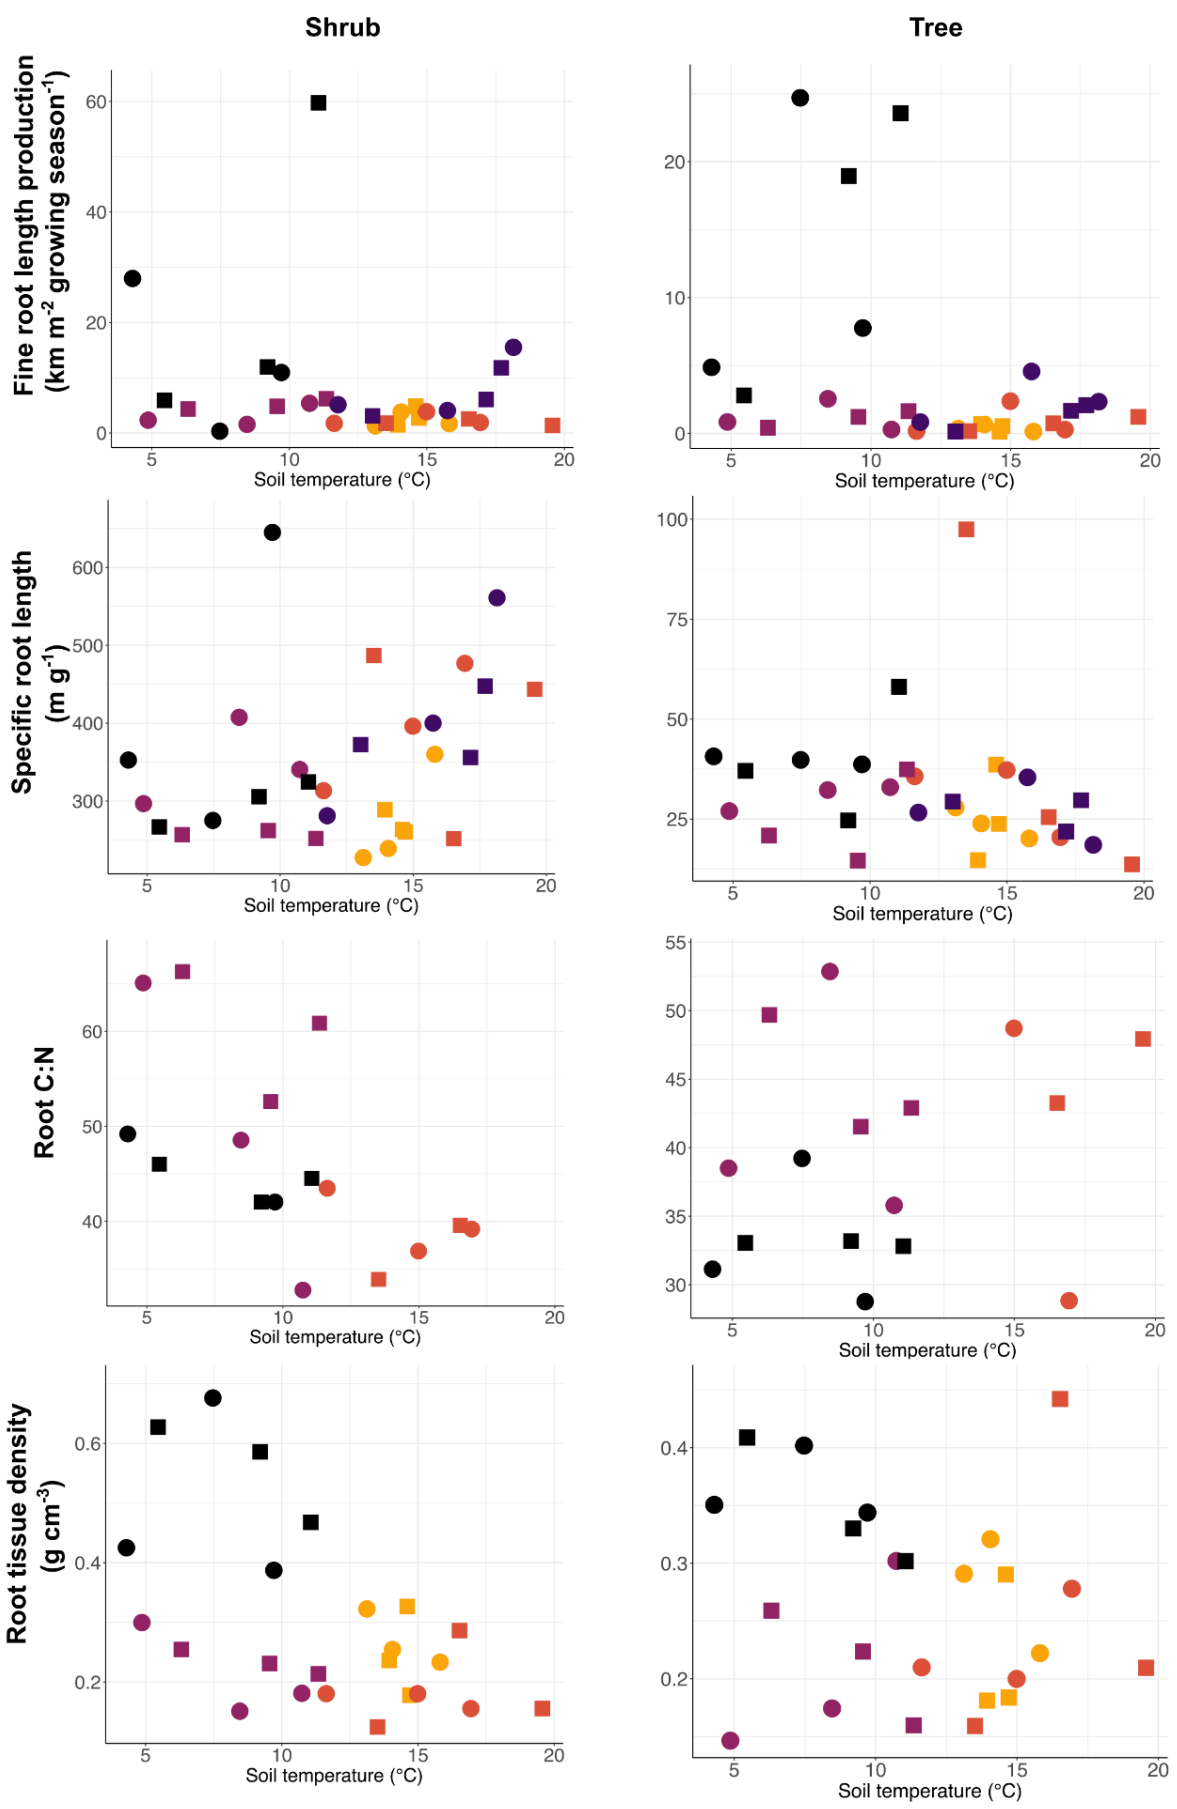 Shrub
Tree
Fine root length production
(km m⁻² growing season⁻¹)
60
40
20
0
5 10 15 20
Soil temperature (°C)
20
10
0
5 10 15 20
Soil temperature (°C)
Specific root length
(m g⁻¹)
600
500
400
300
5 10 15 20
Soil temperature (°C)
100
75
50
25
5 10 15 20
Soil temperature (°C)
Root C:N
60
50
40
5 10 15 20
Soil temperature (°C)
55
50
45
40
35
30
5 10 15 20
Soil temperature (°C)
Root tissue density
(g cm⁻³)
0.6
0.4
0.2
5 10 15 20
Soil temperature (°C)
0.4
0.3
0.2
5 10 15 20
Soil temperature (°C)